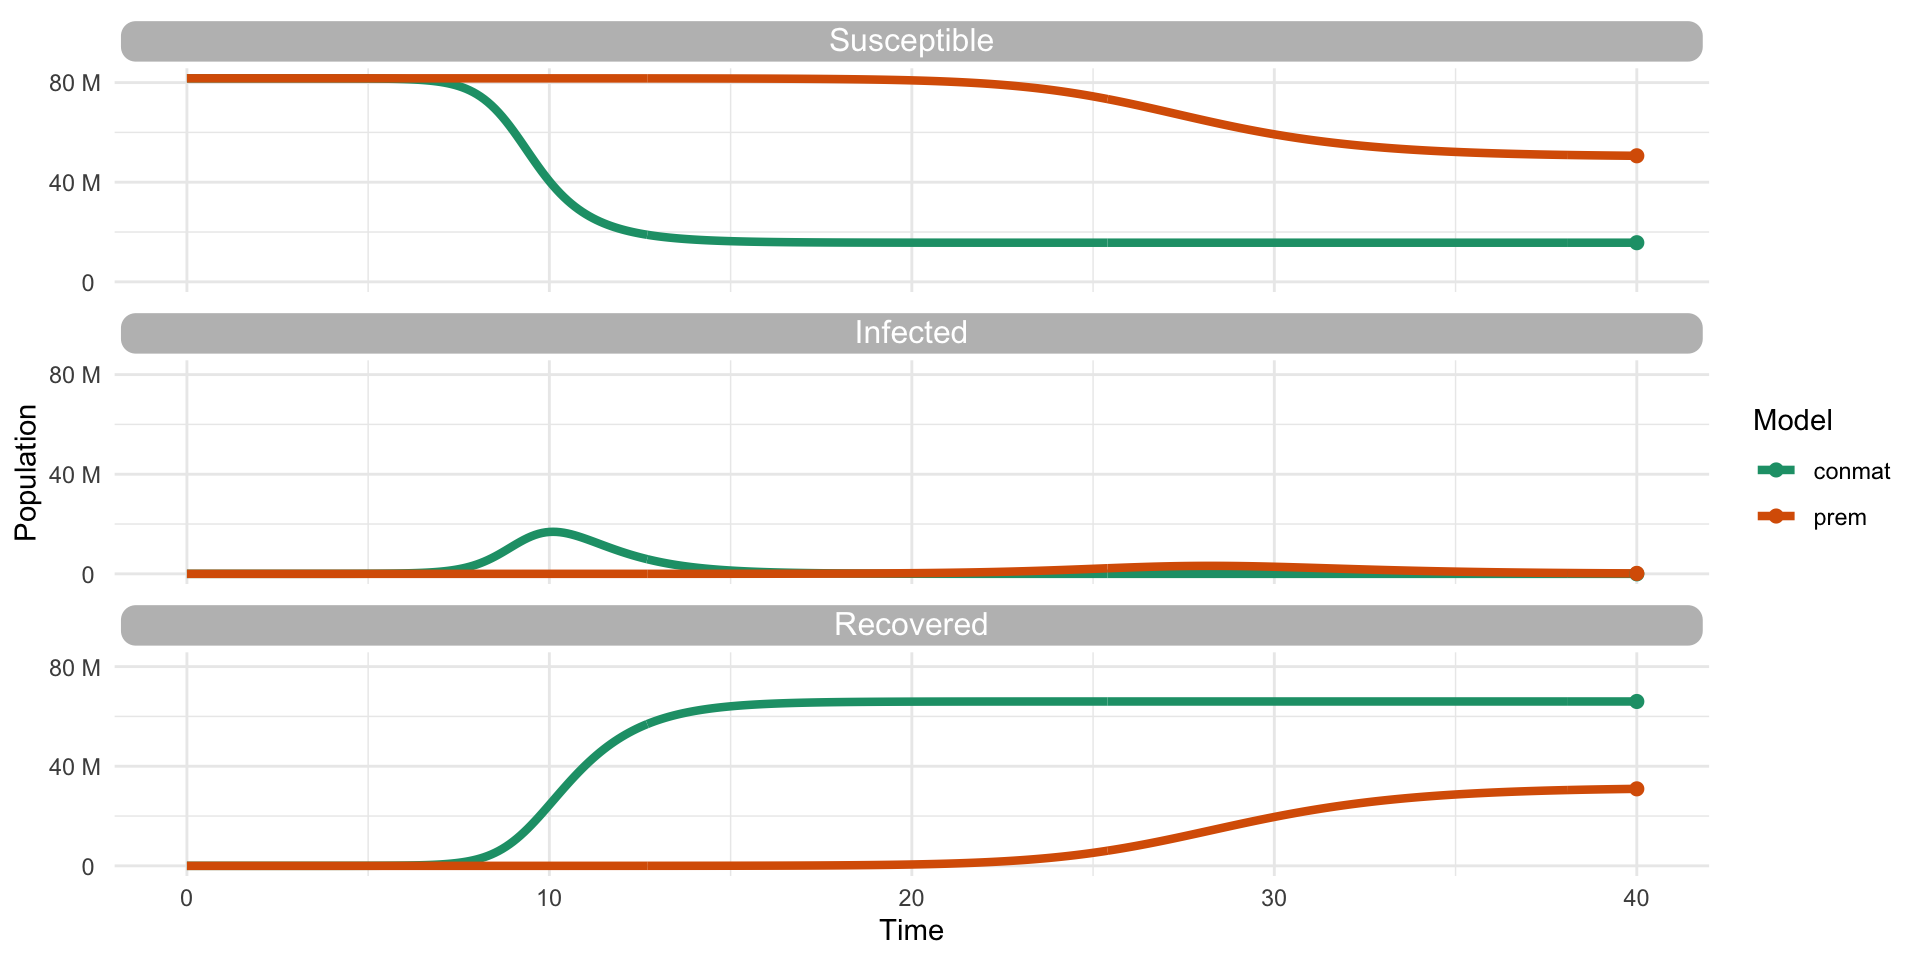 Susceptible
80 M
40 M
0
Infected
80 M
40 M
0
Recovered
80 M
40 M
0
0 10 20 30 40
Time
Population
Model
conmat
prem